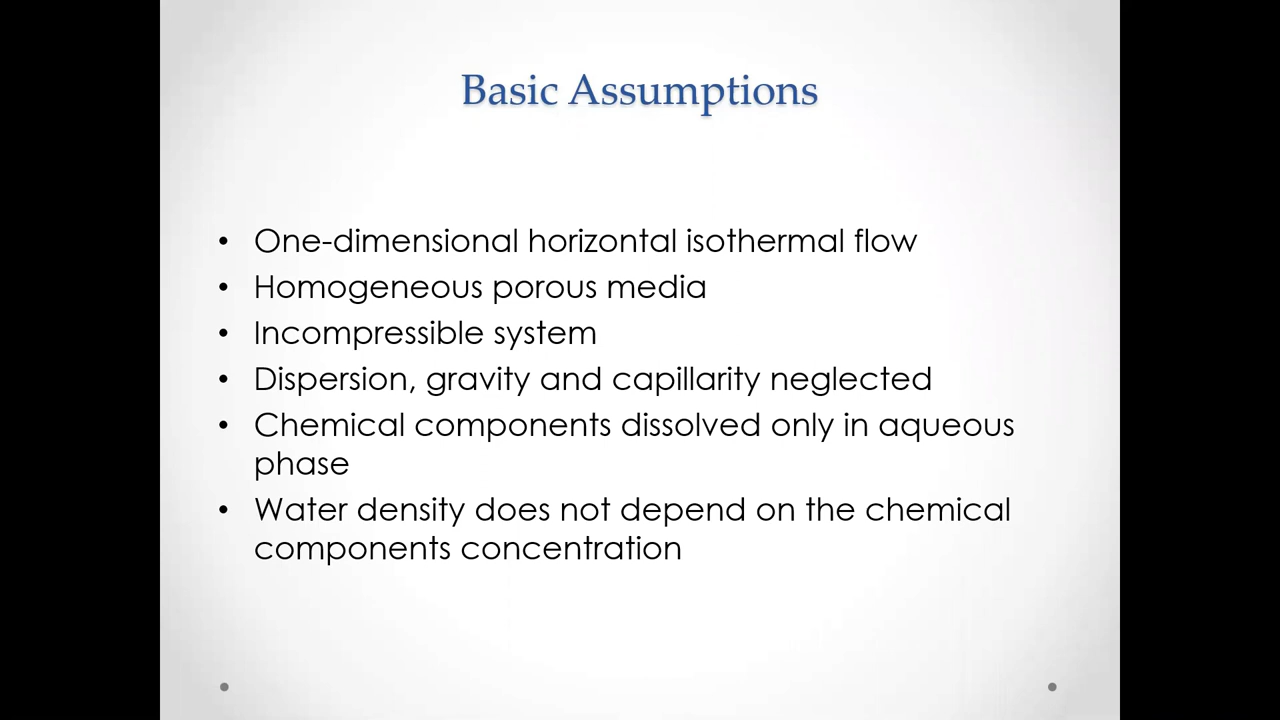 Basic Assumptions
• One-dimensional horizontal isothermal flow
• Homogeneous porous media
• Incompressible system
• Dispersion, gravity and capillarity neglected
• Chemical components dissolved only in aqueous
phase
• Water density does not depend on the chemical
components concentration